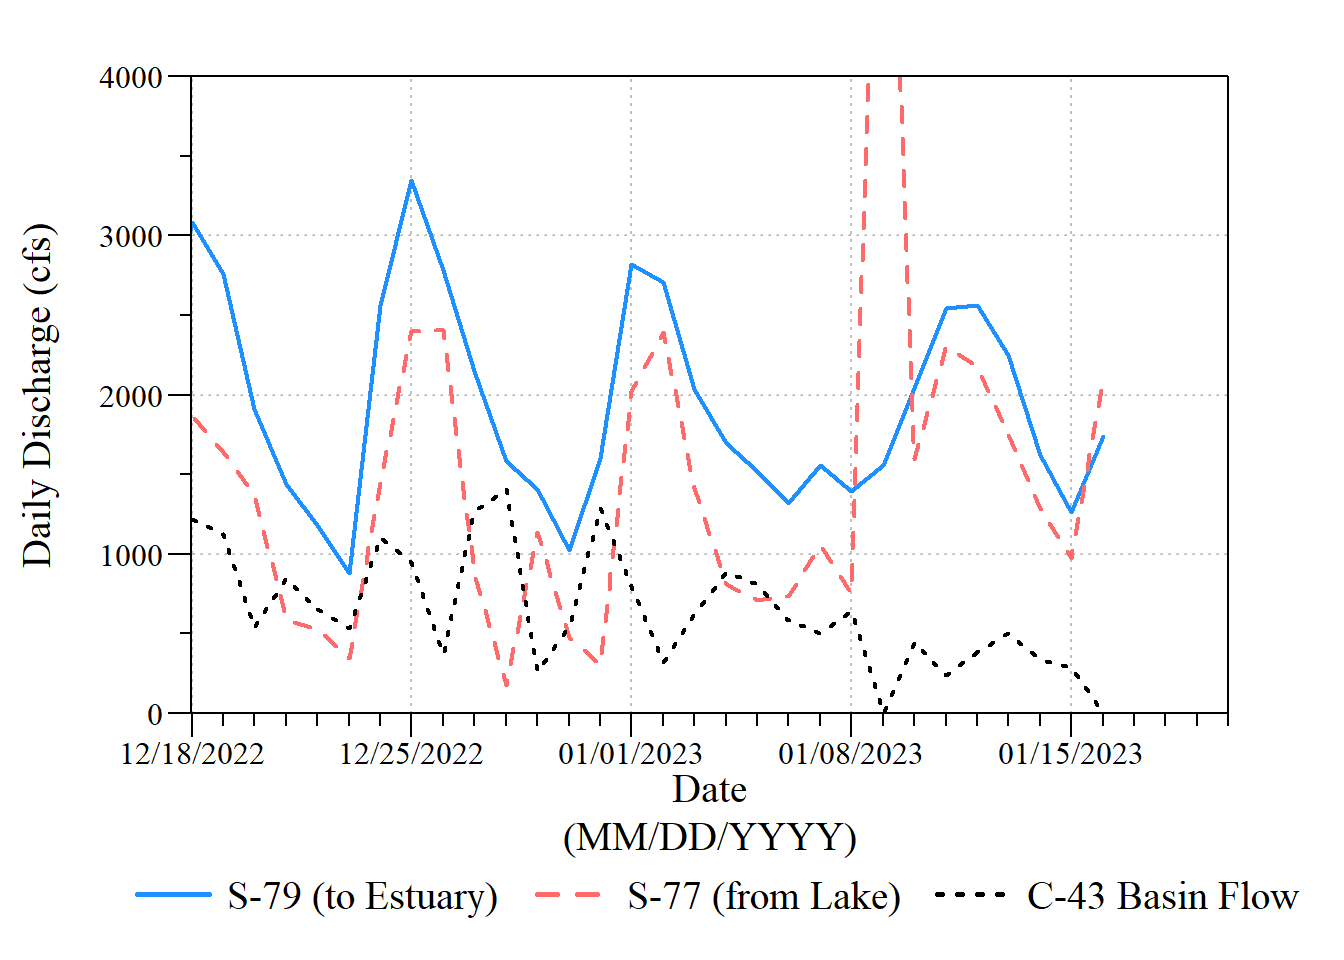 Daily Discharge (cfs)
4000
3000
2000
1000
0
12/18/2022 12/25/2022 01/01/2023 01/08/2023 01/15/2023
Date
(MM/DD/YYYY)
S-79 (to Estuary) S-77 (from Lake) C-43 Basin Flow